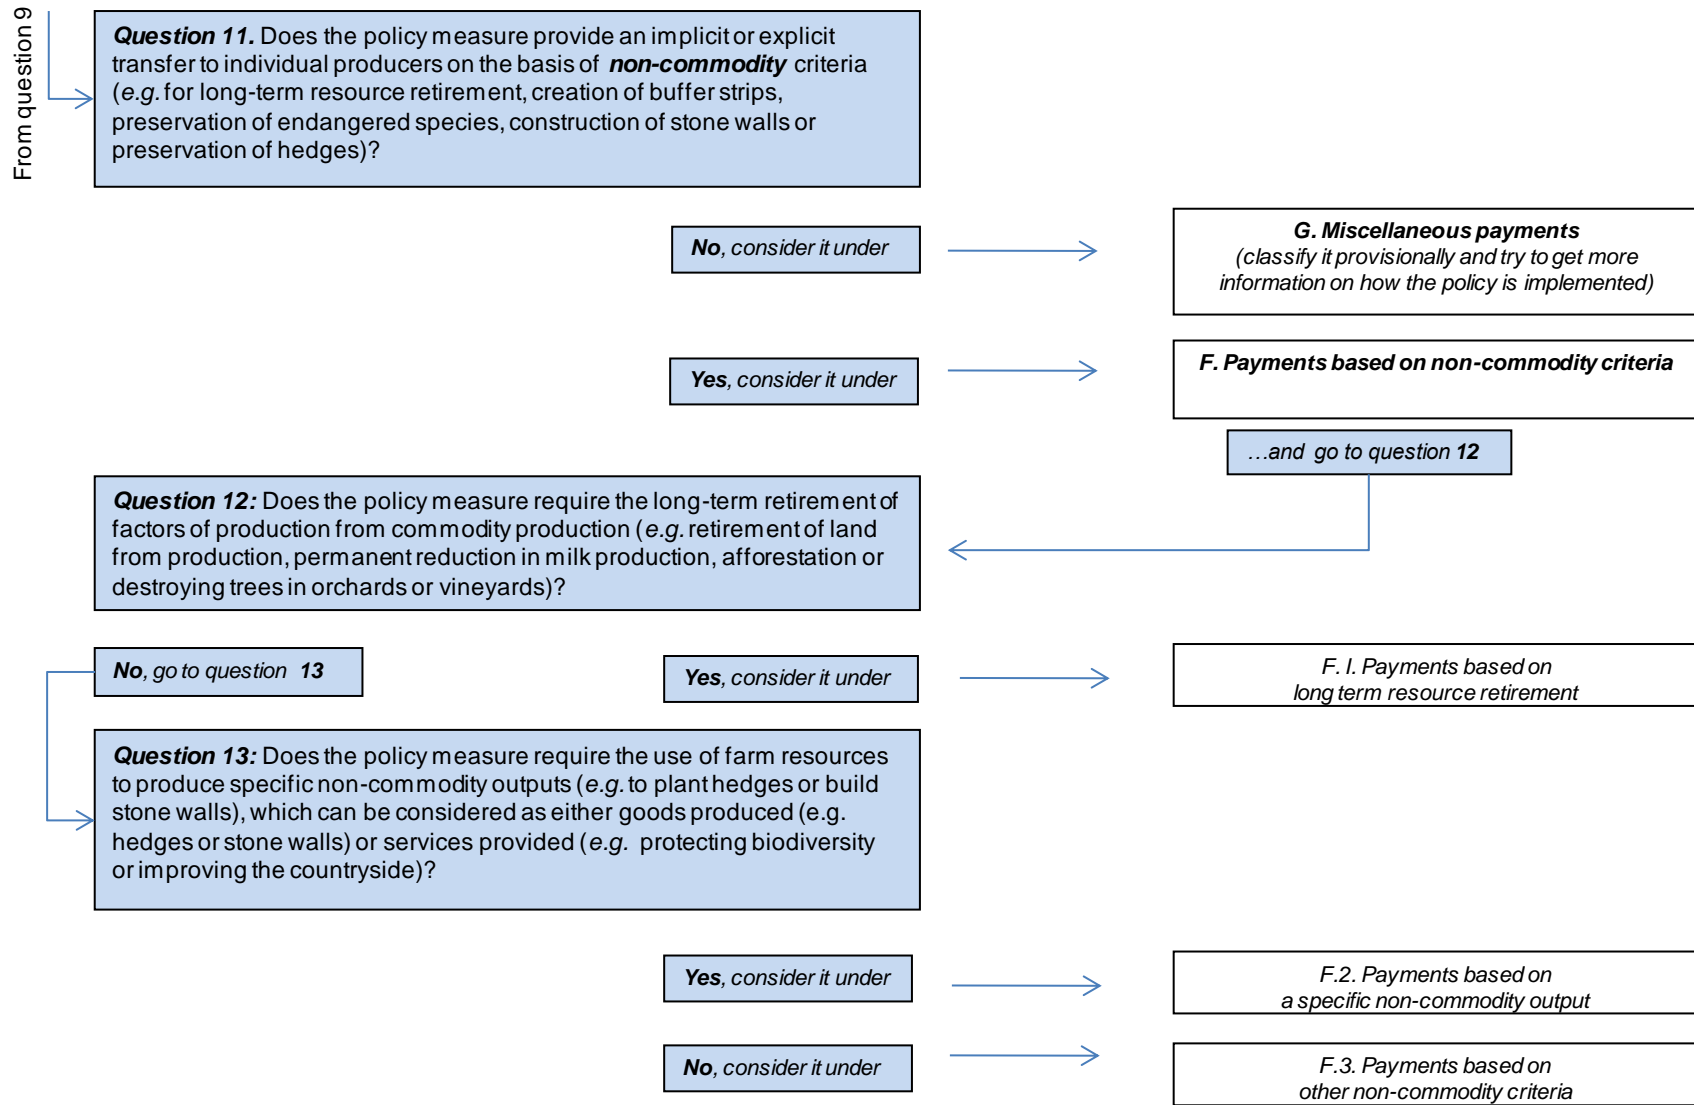 From question 9
Question 11. Does the policy measure provide an implicit or explicit
transfer to individual producers on the basis of non-commodity criteria
(e.g. for long-term resource retirement, creation of buffer strips,
preservation of endangered species, construction of stone walls or
preservation of hedges)?
No, consider it under
G. Miscellaneous payments
(classify it provisionally and try to get more
information on how the policy is implemented)
Yes, consider it under
F. Payments based on non-commodity criteria
…and go to question 12
Question 12: Does the policy measure require the long-term retirement of
factors of production from commodity production (e.g. retirement of land
from production, permanent reduction in milk production, afforestation or
destroying trees in orchards or vineyards)?
No, go to question 13
Yes, consider it under
F. I. Payments based on
long term resource retirement
Question 13: Does the policy measure require the use of farm resources
to produce specific non-commodity outputs (e.g. to plant hedges or build
stone walls), which can be considered as either goods produced (e.g.
hedges or stone walls) or services provided (e.g. protecting biodiversity
or improving the countryside)?
Yes, consider it under
F.2. Payments based on
a specific non-commodity output
No, consider it under
F.3. Payments based on
other non-commodity criteria